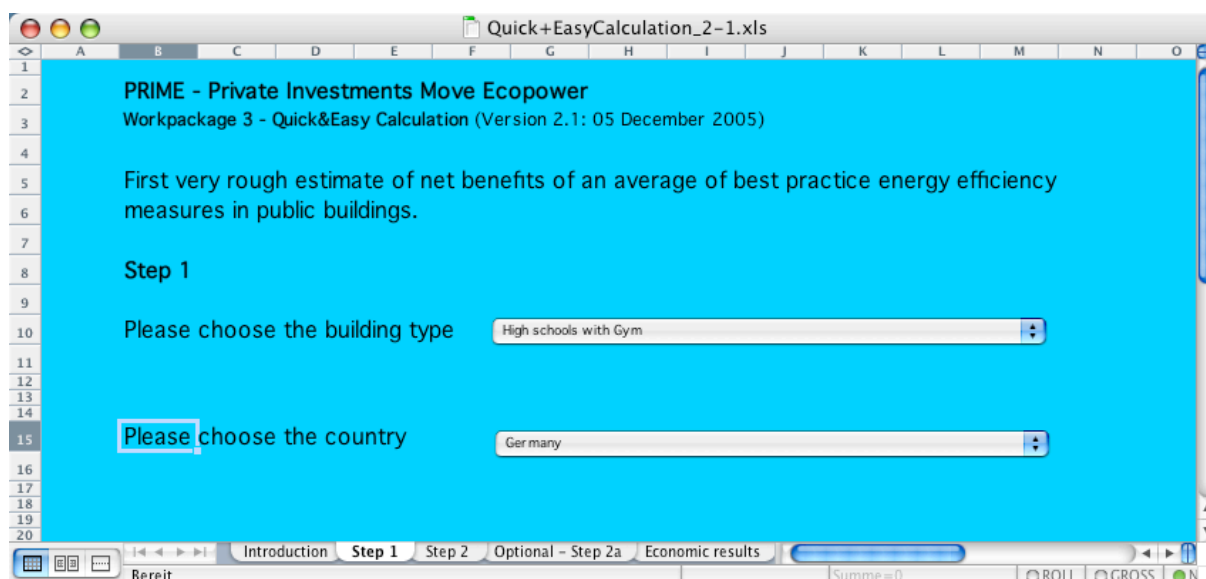 Quick+EasyCalculation_2-1.xls
A B C D E F G H I J K L M N O
1
2 PRIME - Private Investments Move Ecopower
3 Workpackage 3 - Quick&Easy Calculation (Version 2.1: 05 December 2005)
4
5 First very rough estimate of net benefits of an average of best practice energy efficiency
6 measures in public buildings.
7
8 Step 1
9
10 Please choose the building type High schools with Gym
11
12
13
14
15 Please choose the country Germany
16
17
18
19
20
Introduction Step 1 Step 2 Optional - Step 2a Economic results
Bereit Summe=0 ROLL GROSS N